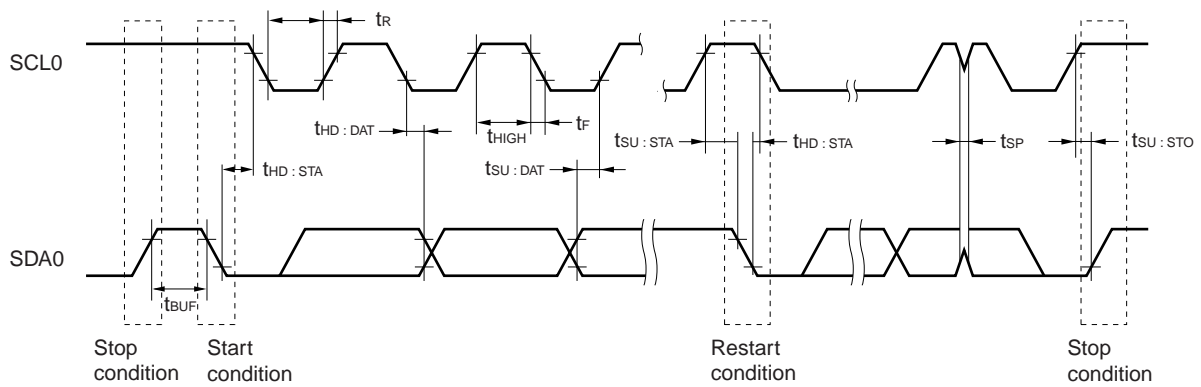 tR
SCL0
tHD : DAT
tHIGH
tF
tSU : STA
tHD : STA
tSP
tSU : STO
tHD : STA
tSU : DAT
SDA0
tBUF
Stop
condition
Start
condition
Restart
condition
Stop
condition